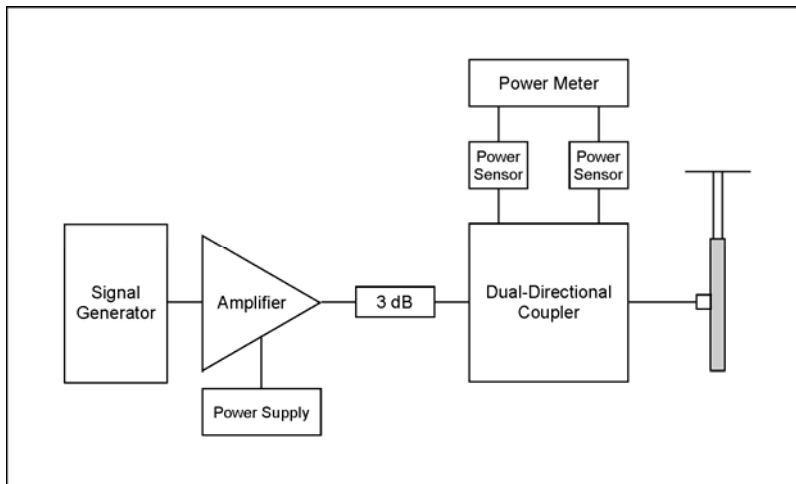 Power Meter
Power
Sensor
Power
Sensor
Signal
Generator
Amplifier
3 dB
Dual-Directional
Coupler
Power Supply